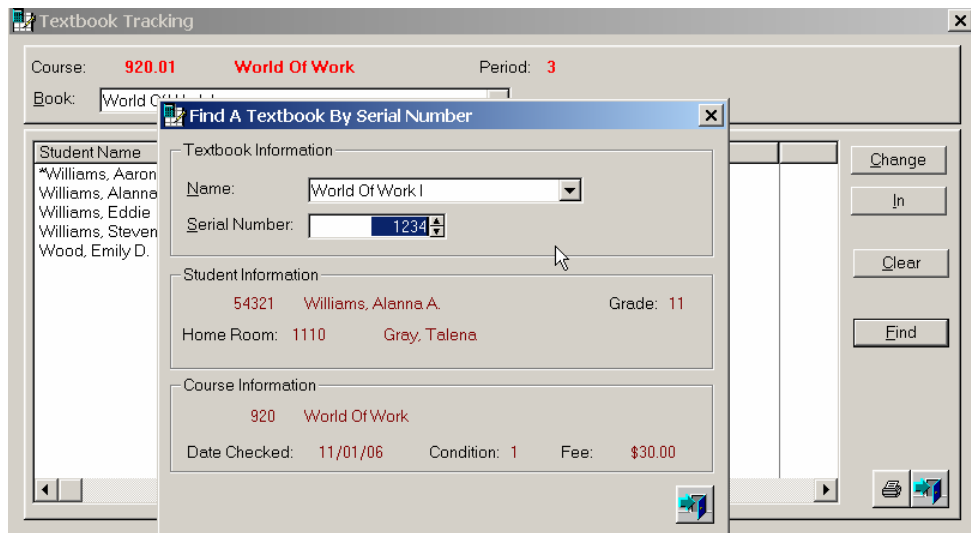 Textbook Tracking
Course: 920.01 World Of Work Period: 3
Book: World
Find A Textbook By Serial Number
Student Name
*Williams, Aaron
Williams, Alanna
Williams, Eddie
Williams, Steven
Wood, Emily D.
Textbook Information
Name: World Of Work I
Serial Number: 1234
Student Information
54321 Williams, Alanna A. Grade: 11
Home Room: 1110 Gray, Talena
Course Information
920 World Of Work
Date Checked: 11/01/06 Condition: 1 Fee: $30.00
Change
In
Clear
Find